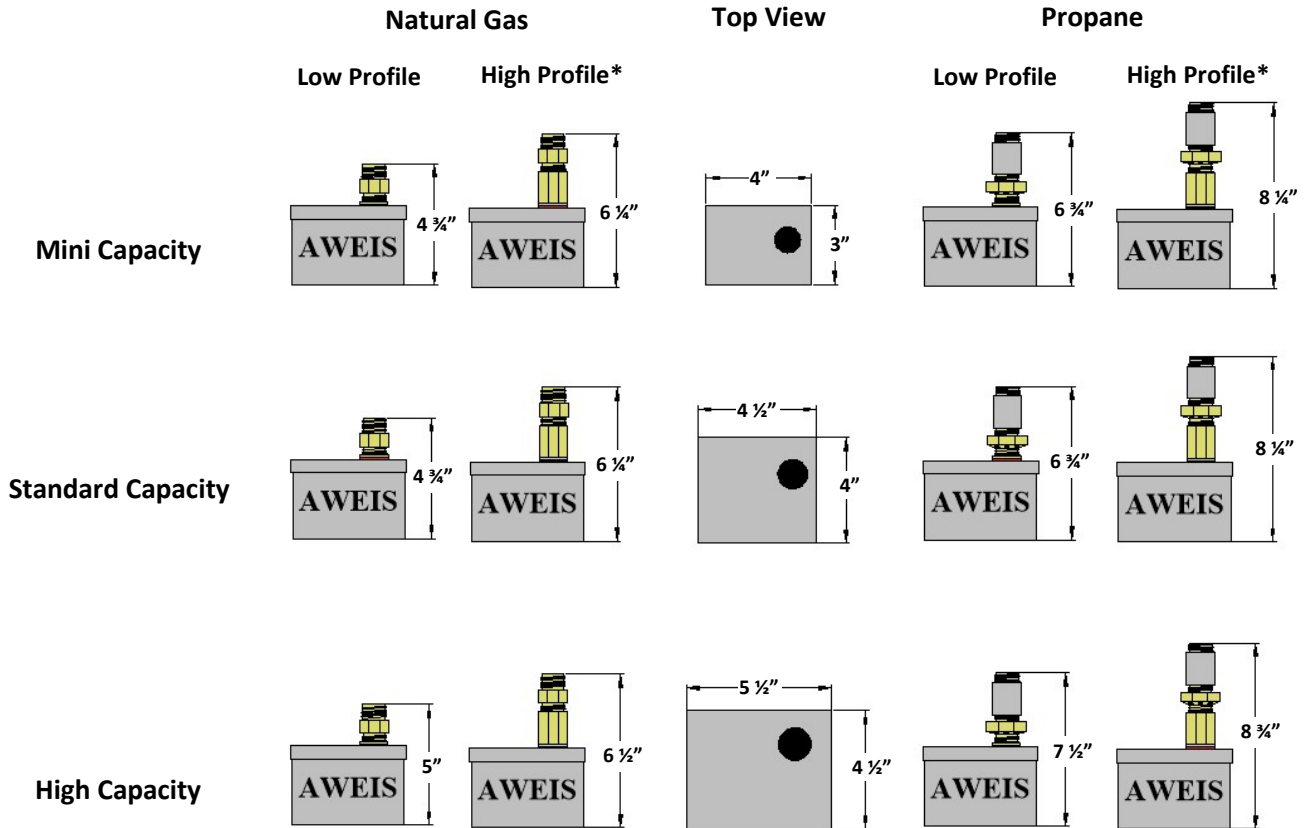 Natural Gas
Top View
Propane
Low Profile
High Profile*
Low Profile
High Profile*
Mini Capacity
AWEIS
4 ¾”
AWEIS
6 ¼”
4”
3”
AWEIS
6 ¾”
AWEIS
8 ¼”
Standard Capacity
AWEIS
4 ¾”
AWEIS
6 ¼”
4 ½”
4”
AWEIS
6 ¾”
AWEIS
8 ¼”
High Capacity
AWEIS
5”
AWEIS
6 ½”
5 ½”
4 ½”
AWEIS
7 ½”
AWEIS
8 ¾”